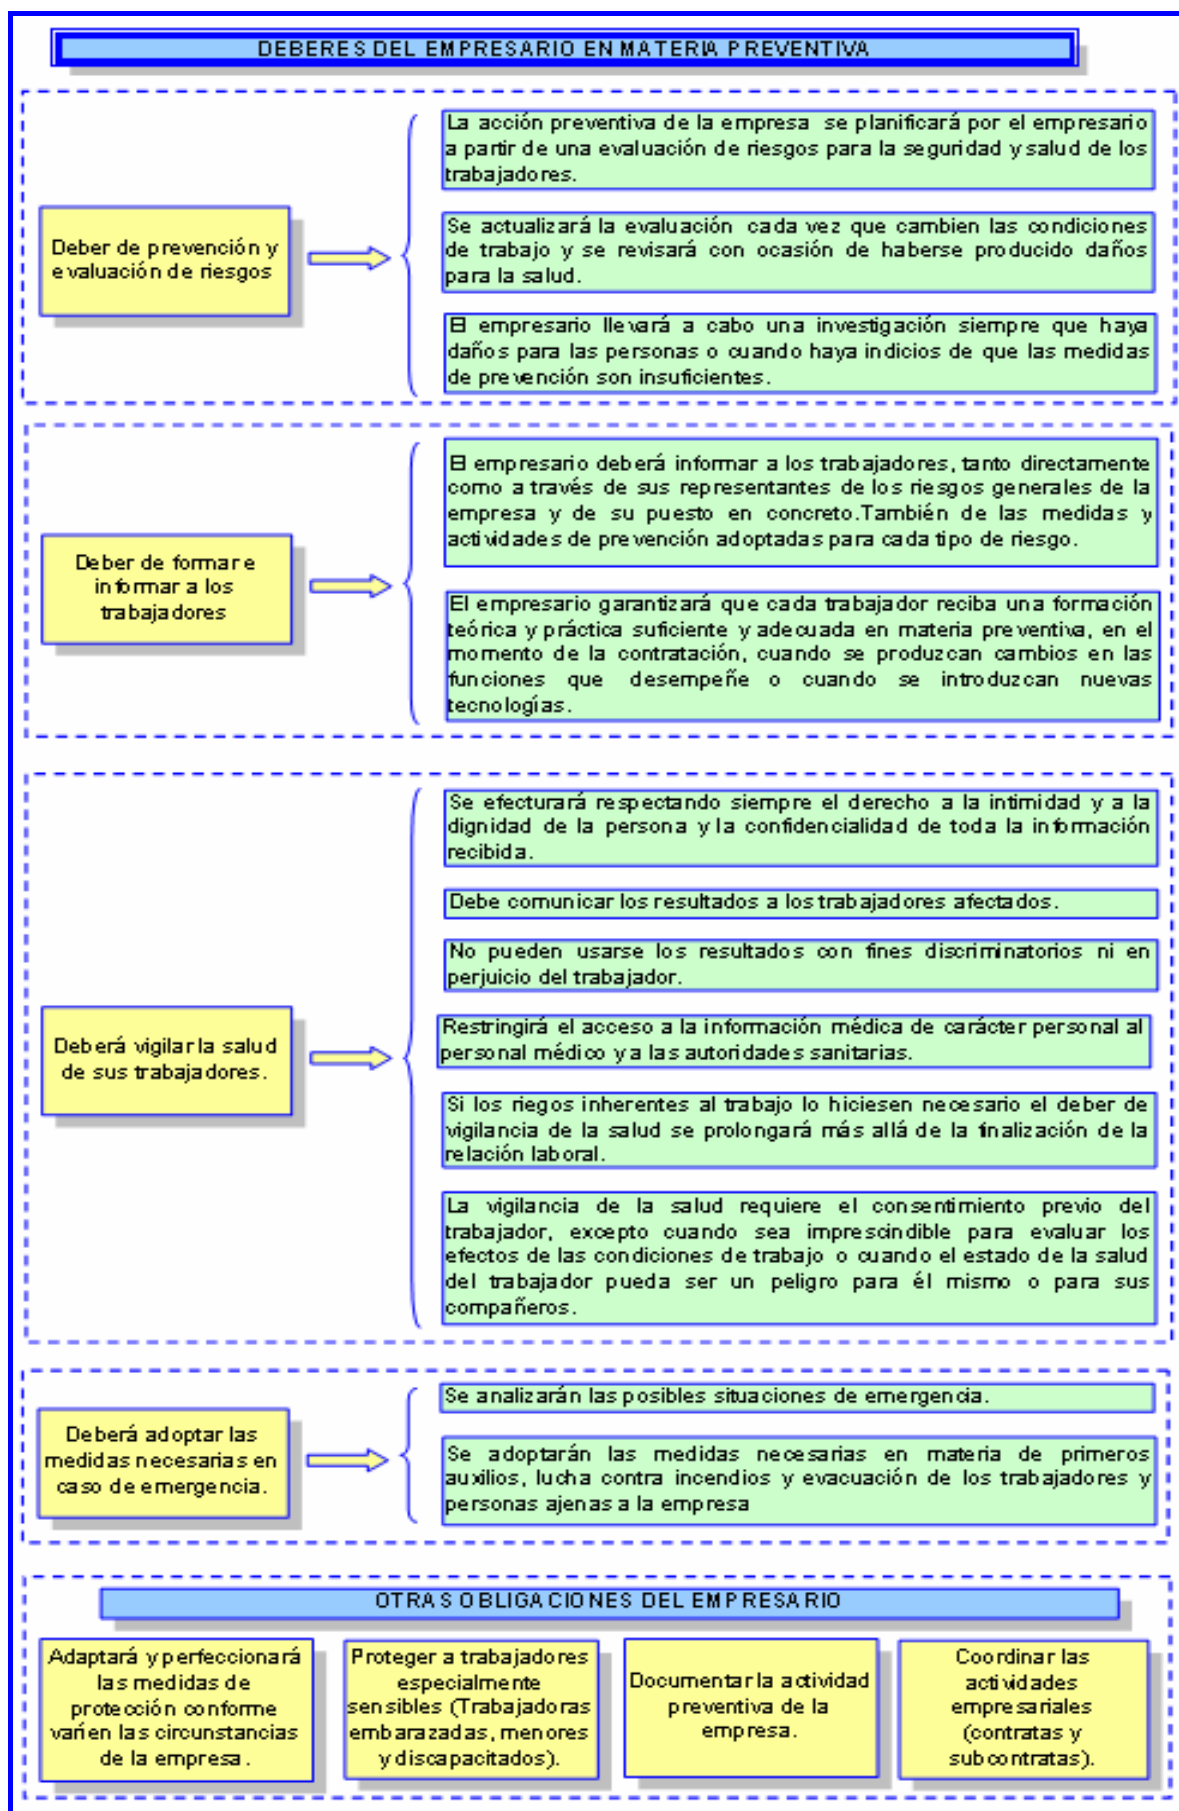 DEBERES DEL EMPRESARIO EN MATERIA PREVENTIVA
Deber de prevención y
evaluación de riesgos
La acción preventiva de la empresa se planificará por el empresario
a partir de una evaluación de riesgos para la seguridad y salud de los
trabajadores.
Se actualizará la evaluación cada vez que cambien las condiciones
de trabajo y se revisará con ocasión de haberse producido daños
para la salud.
El empresario llevará a cabo una investigación siempre que haya
daños para las personas o cuando haya indicios de que las medidas
de prevención son insuficientes.
Deber de formar e
informar a los
trabajadores
El empresario deberá informar a los trabajadores, tanto directamente
como a través de sus representantes de los riesgos generales de la
empresa y de su puesto en concreto.También de las medidas y
actividades de prevención adoptadas para cada tipo de riesgo.
El empresario garantizará que cada trabajador reciba una formación
teórica y práctica suficiente y adecuada en materia preventiva, en el
momento de la contratación, cuando se produzcan cambios en las
funciones que desempeñe o cuando se introduzcan nuevas
tecnologías.
Deberá vigilar la salud
de sus trabajadores.
Se efecturará respectando siempre el derecho a la intimidad y a la
dignidad de la persona y la confidencialidad de toda la información
recibida.
Debe comunicar los resultados a los trabajadores afectados.
No pueden usarse los resultados con fines discriminatorios ni en
perjuicio del trabajador.
Restringirá el acceso a la información médica de carácter personal al
personal médico y a las autoridades sanitarias.
Si los riegos inherentes al trabajo lo hiciesen necesario el deber de
vigilancia de la salud se prolongará más allá de la finalización de la
relación laboral.
La vigilancia de la salud requiere el consentimiento previo del
trabajador, excepto cuando sea imprescindible para evaluar los
efectos de las condiciones de trabajo o cuando el estado de la salud
del trabajador pueda ser un peligro para él mismo o para sus
compañeros.
Deberá adoptar las
medidas necesarias en
caso de emergencia.
Se analizarán las posibles situaciones de emergencia.
Se adoptarán las medidas necesarias en materia de primeros
auxilios, lucha contra incendios y evacuación de los trabajadores y
personas ajenas a la empresa
OTRAS OBLIGACIONES DEL EMPRESARIO
Adaptará y perfeccionará
las medidas de
protección conforme
varíen las circunstancias
de la empresa.
Proteger a trabajadores
especialmente
sensibles (Trabajadoras
embarazadas, menores
y discapacitados).
Documentar la actividad
preventiva de la
empresa.
Coordinar las
actividades
empresariales
(contratas y
subcontratas).